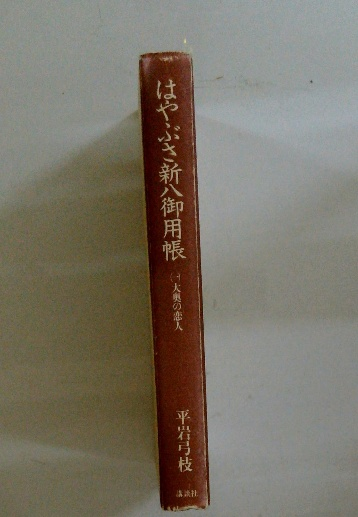 はやぶさ新八御用帳
(一)大奥の恋人
平岩弓枝
講談社